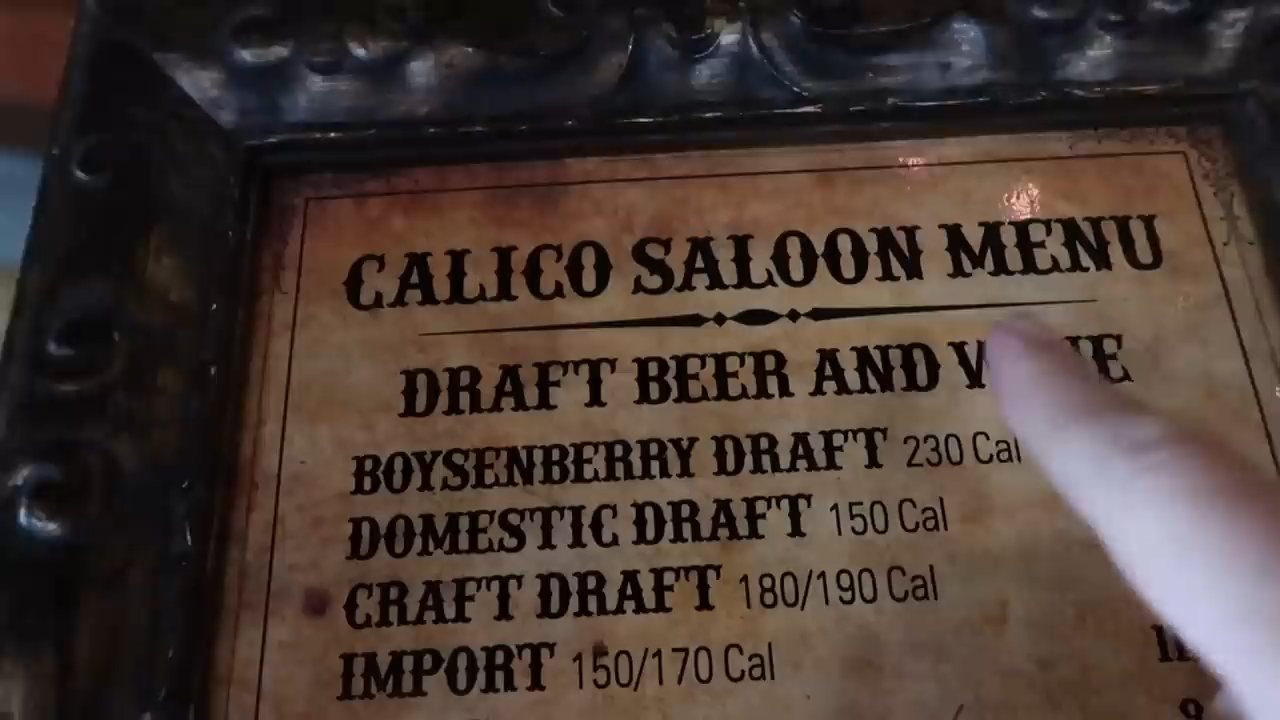 CALICO SALOON MENU
DRAFT BEER AND
BOYSENBERRY DRAFT 230 Cal
DOMESTIC DRAFT 150 Cal
CRAFT DRAFT 180/190 Cal
IMPORT 150/170 Cal